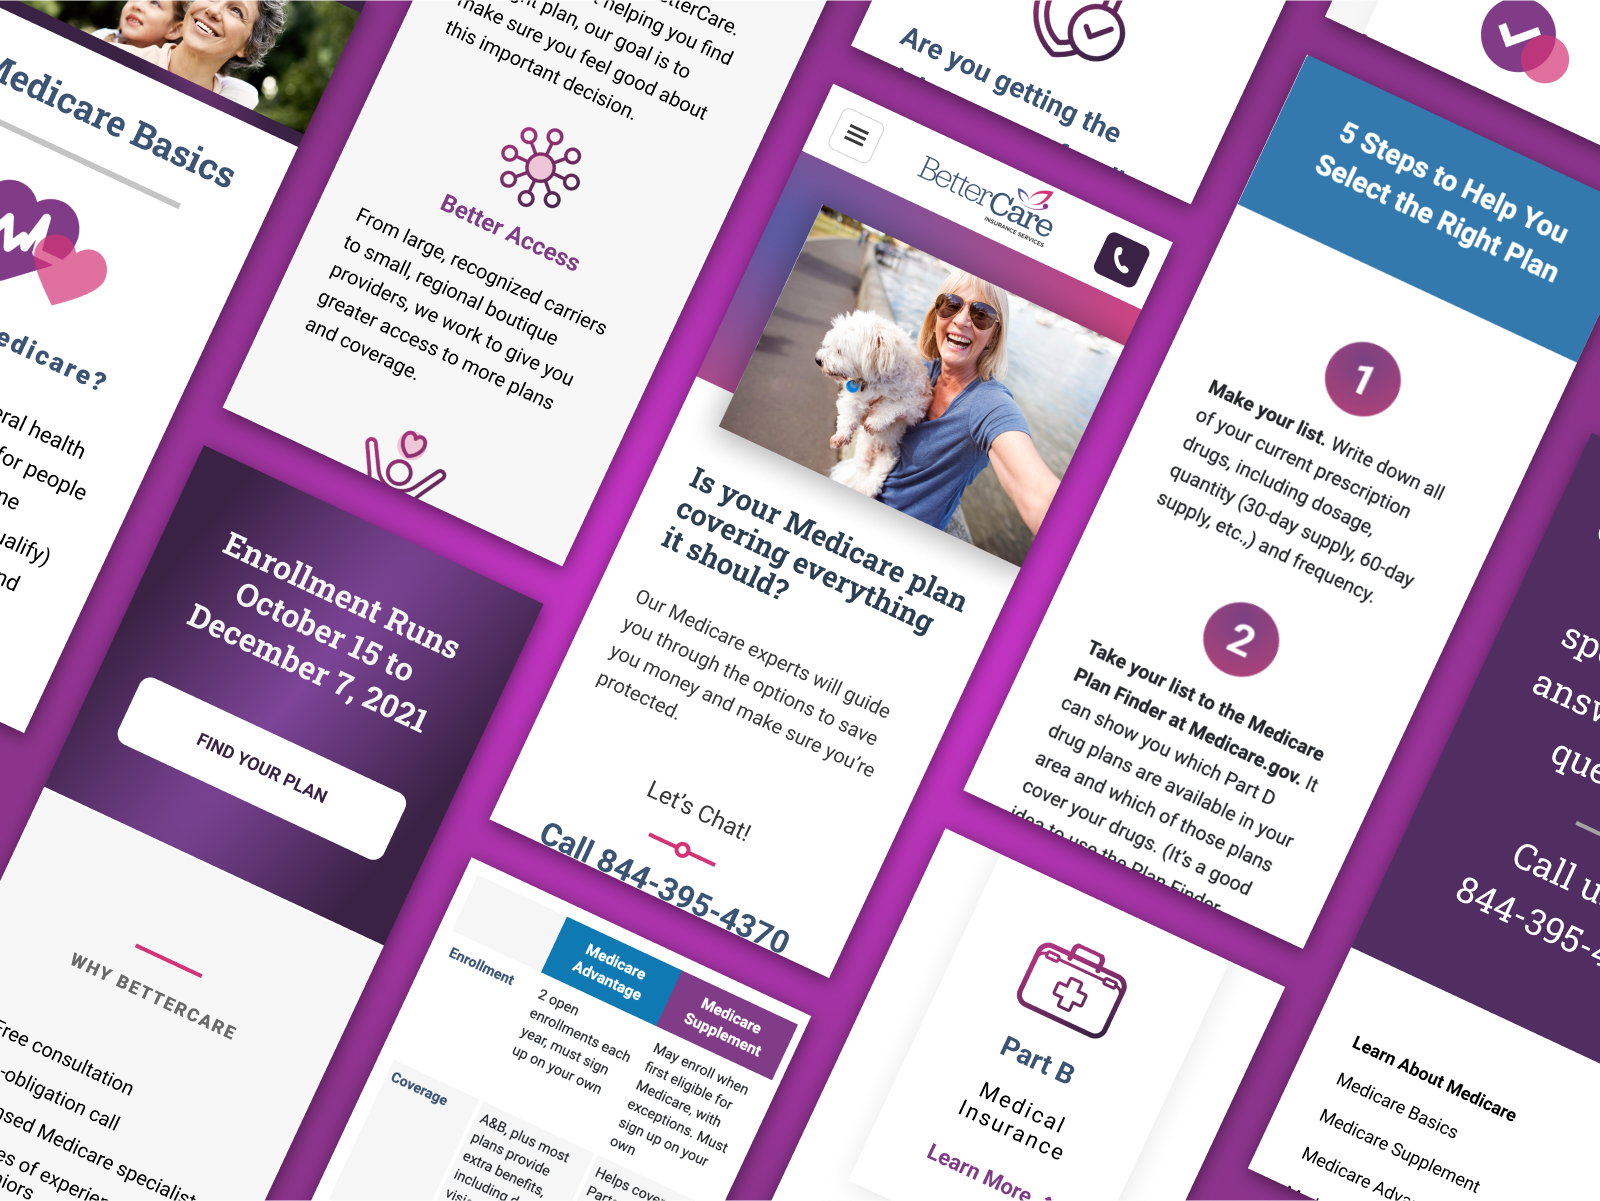 Medicare Basics
edicare?
eral health
for people
ne
ualify)
nd
BetterCare.
helping you find
right plan, our goal is to
make sure you feel good about
this important decision.
Better Access
From large, recognized carriers
to small, regional boutique
providers, we work to give you
greater access to more plans
and coverage.
Enrollment Runs
October 15 to
December 7, 2021
FIND YOUR PLAN
WHY BETTERCARE
Free consultation
-obligation call
nsed Medicare specialist
es of experien
niors
Are you getting the
BetterCare
INSURANCE SERVICES
Is your Medicare plan
covering everything
it should?
Our Medicare experts will guide
you through the options to save
you money and make sure you're
protected.
Let's Chat!
Call 844-395-4370
Medicare
Advantage
Medicare
Supplement
Enrollment
2 open
enrollments each
year, must sign
up on your own
May enroll when
first eligible for
Medicare, with
exceptions. Must
sign up on your
own
Coverage
A&B, plus most
plans provide
extra benefits,
including d
visi
Helps cover
Part
5 Steps to Help You
Select the Right Plan
1
Make your list. Write down all
of your current prescription
drugs, including dosage,
quantity (30-day supply, 60-day
supply, etc.,) and frequency.
2
Take your list to the Medicare
Plan Finder at Medicare.gov. It
can show you which Part D
drug plans are available in your
area and which of those plans
cover your drugs. (It's a good
idea to use the Plan Finder
Part B
Medical
Insurance
Learn More
spe
answ
que
Call u
844-395-4
Learn About Medicare
Medicare Basics
Medicare Supplement
Medicare Adva